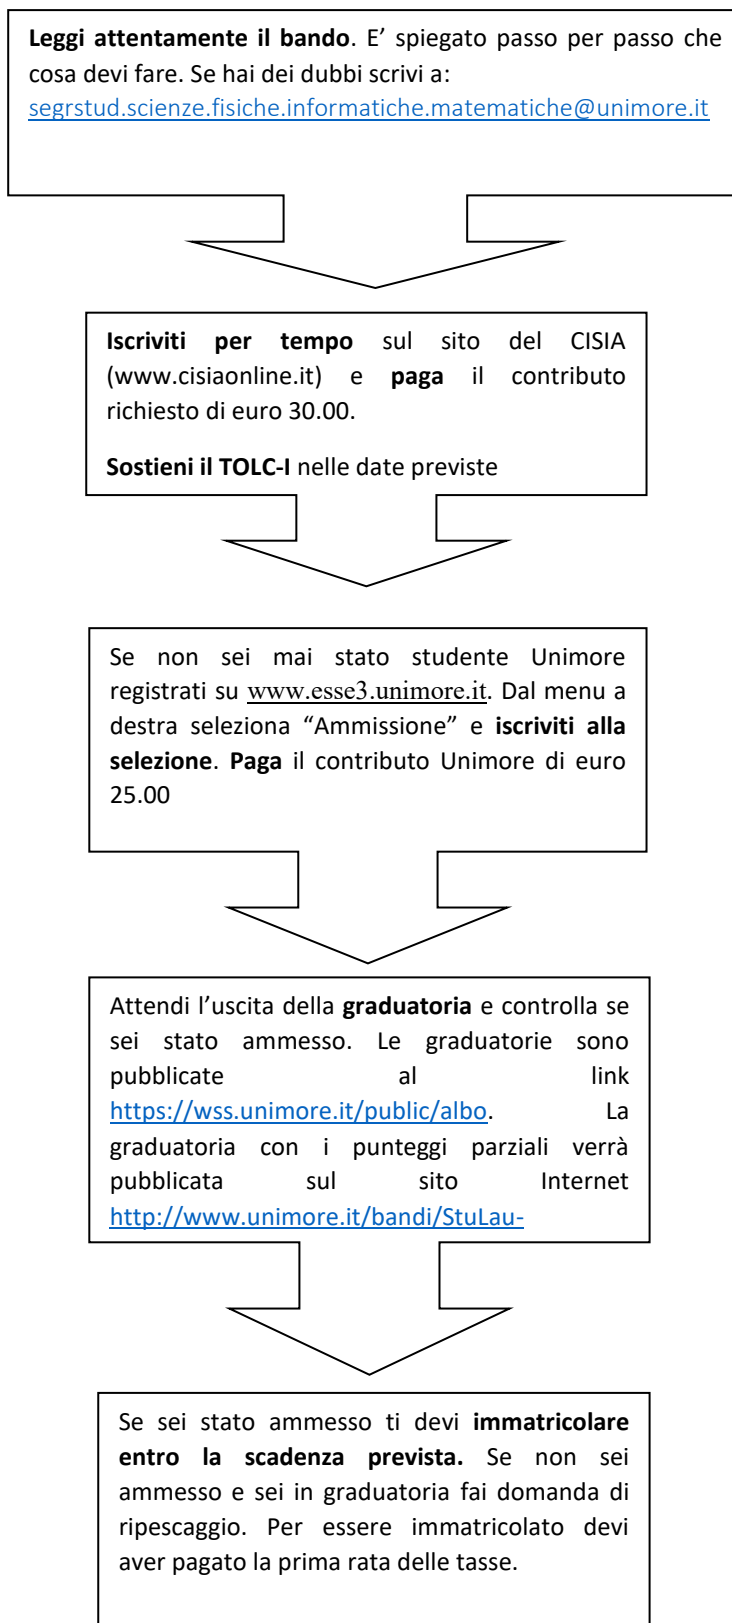 Leggi attentamente il bando. E’ spiegato passo per passo che
cosa devi fare. Se hai dei dubbi scrivi a:
segrstud.scienze.fisiche.informatiche.matematiche@unimore.it
Iscriviti per tempo sul sito del CISIA
(www.cisiaonline.it) e paga il contributo
richiesto di euro 30.00.
Sostieni il TOLC-I nelle date previste
Se non sei mai stato studente Unimore
registrati su www.esse3.unimore.it. Dal menu a
destra seleziona “Ammissione” e iscriviti alla
selezione. Paga il contributo Unimore di euro
25.00
Attendi l’uscita della graduatoria e controlla se
sei stato ammesso. Le graduatorie sono
pubblicate al link
https://wss.unimore.it/public/albo. La
graduatoria con i punteggi parziali verrà
pubblicata sul sito Internet
http://www.unimore.it/bandi/StuLau-
Se sei stato ammesso ti devi immatricolare
entro la scadenza prevista. Se non sei
ammesso e sei in graduatoria fai domanda di
ripescaggio. Per essere immatricolato devi
aver pagato la prima rata delle tasse.